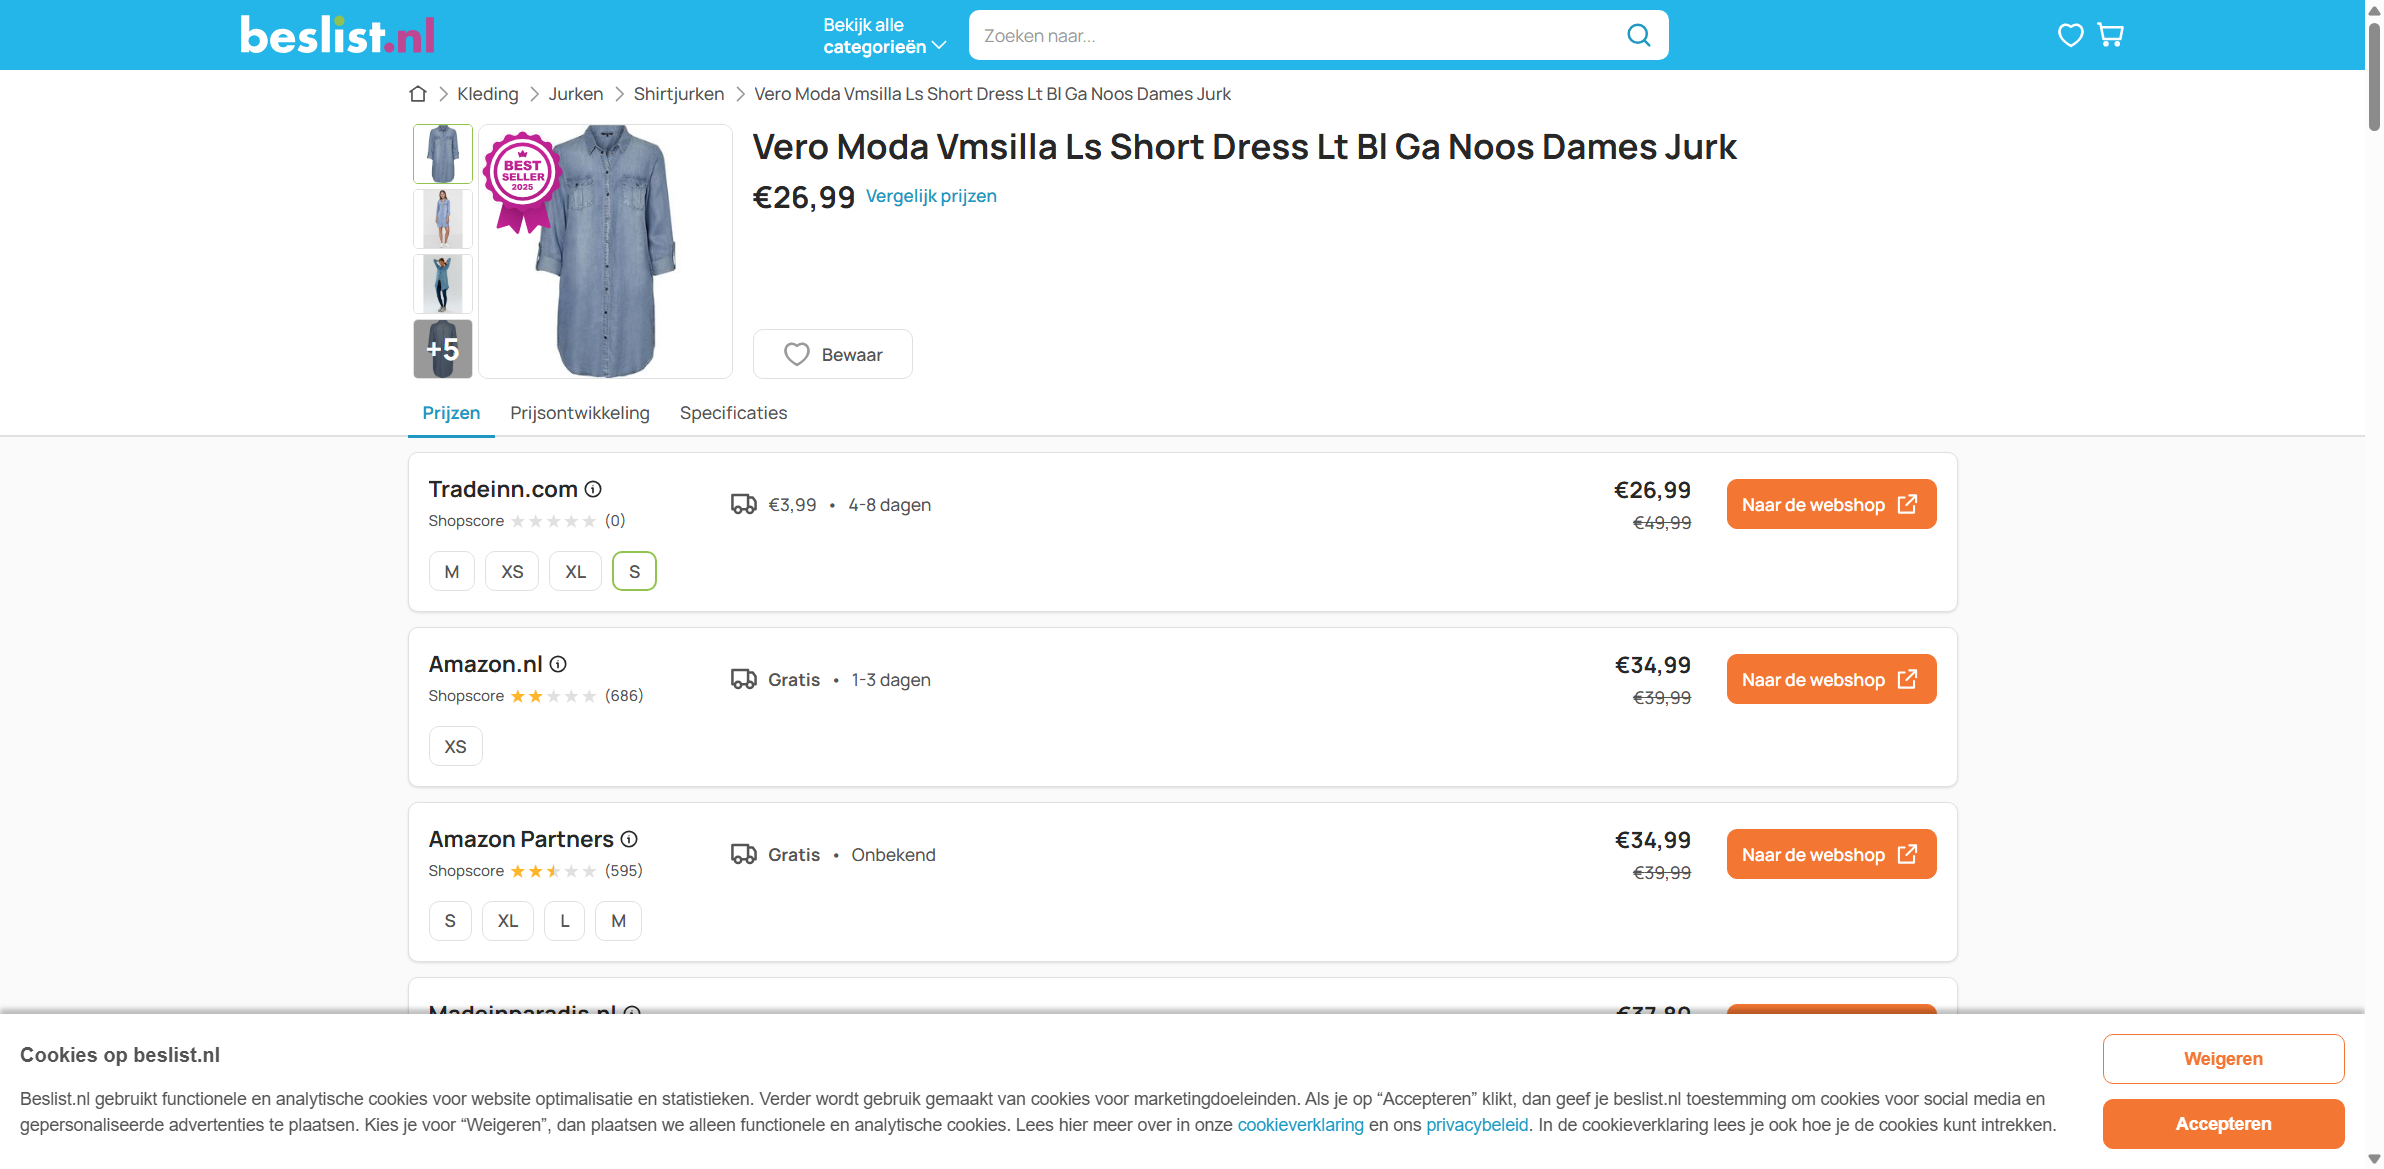 beslist.nl
Bekijk alle
categorieën
Zoeken naar...
Kleding
Jurken
Shirtjurken
Vero Moda Vmsilla Ls Short Dress Lt Bl Ga Noos Dames Jurk
BEST
SELLER
2025
+5
Vero Moda Vmsilla Ls Short Dress Lt Bl Ga Noos Dames Jurk
€26,99 Vergelijk prijzen
Bewaar
Prijzen
Prijsontwikkeling
Specificaties
Tradeinn.com
Shopscore (0)
€3,99 • 4-8 dagen
€26,99
€49,99
Naar de webshop
M XS XL S
Amazon.nl
Shopscore (686)
Gratis • 1-3 dagen
€34,99
€39,99
Naar de webshop
XS
Amazon Partners
Shopscore (595)
Gratis • Onbekend
€34,99
€39,99
Naar de webshop
S XL L M
Madeinparadis.nl
€37,80
Cookies op beslist.nl
Beslist.nl gebruikt functionele en analytische cookies voor website optimalisatie en statistieken. Verder wordt gebruik gemaakt van cookies voor marketingdoeleinden. Als je op “Accepteren” klikt, dan geef je beslist.nl toestemming om cookies voor social media en
gepersonaliseerde advertenties te plaatsen. Kies je voor “Weigeren”, dan plaatsen we alleen functionele en analytische cookies. Lees hier meer over in onze cookieverklaring en ons privacybeleid. In de cookieverklaring lees je ook hoe je de cookies kunt intrekken.
Weigeren
Accepteren